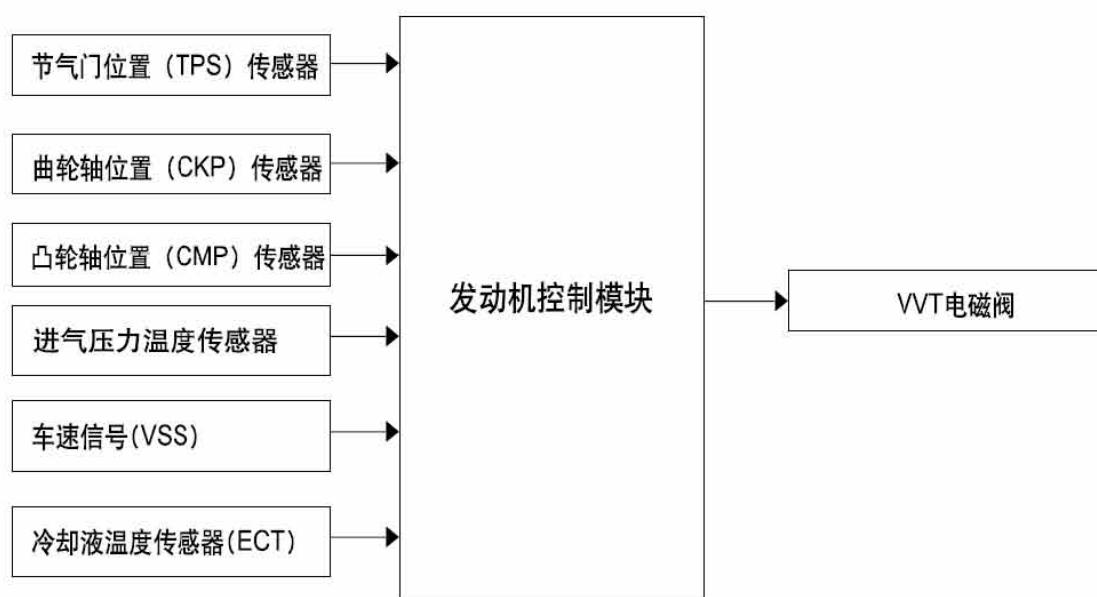 节气门位置（TPS）传感器
曲轮轴位置（CKP）传感器
凸轮轴位置（CMP）传感器
进气压力温度传感器
车速信号(VSS)
冷却液温度传感器(ECT)
发动机控制模块
VVT电磁阀